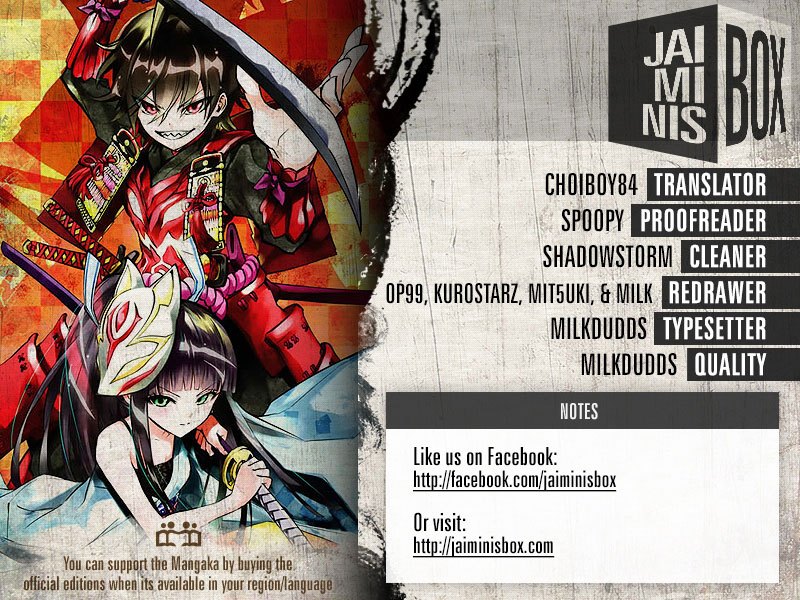 JAI
MI
NIS
BOX
CHOIBOY84 TRANSLATOR
SPOOPY PROOFREADER
SHADOWSTORM CLEANER
OP99, KUROSTARZ, MIT5UKI, & MILK REDRAWER
MILKDUDDS TYPESETTER
MILKDUDDS QUALITY
NOTES
Like us on Facebook:
http://facebook.com/jaiminisbox
Or visit:
http://jaiminisbox.com
You can support the Mangaka by buying the
official editions when its available in your region/language